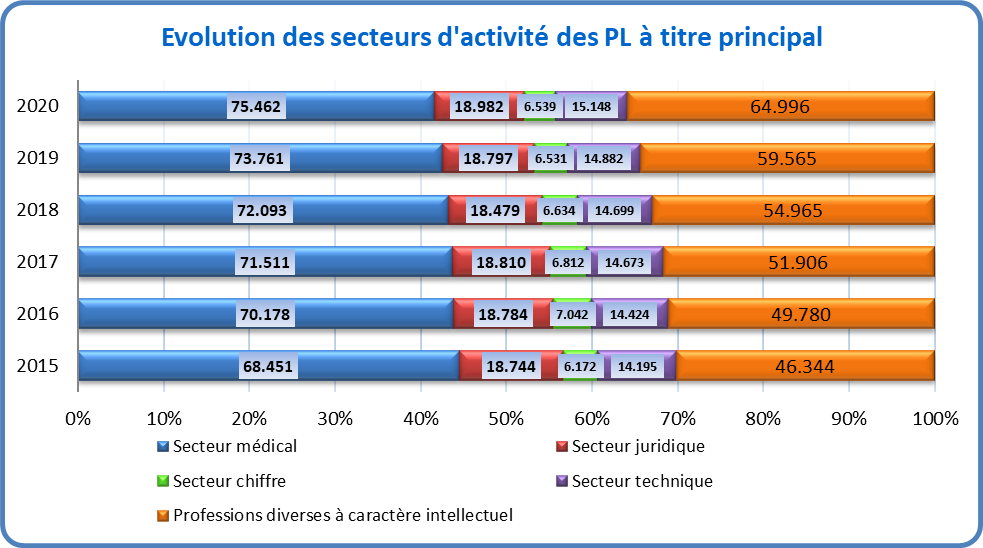 Evolution des secteurs d'activité des PL à titre principal
2020 75.462 18.982 6.539 15.148 64.996
2019 73.761 18.797 6.531 14.882 59.565
2018 72.093 18.479 6.634 14.699 54.965
2017 71.511 18.810 6.812 14.673 51.906
2016 70.178 18.784 7.042 14.424 49.780
2015 68.451 18.744 6.172 14.195 46.344
0% 10% 20% 30% 40% 50% 60% 70% 80% 90% 100%
Secteur médical Secteur juridique
Secteur chiffre Secteur technique
Professions diverses à caractère intellectuel